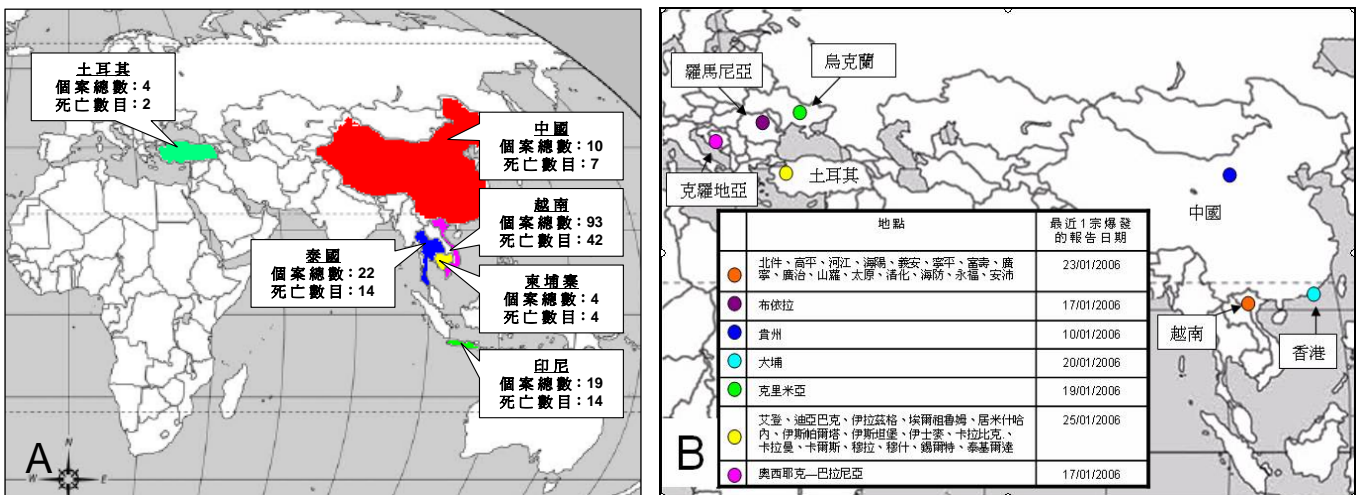 土耳其
個案總數：4
死亡數目：2
中國
個案總數：10
死亡數目：7
越南
個案總數：93
死亡數目：42
泰國
個案總數：22
死亡數目：14
柬埔寨
個案總數：4
死亡數目：4
印尼
個案總數：19
死亡數目：14
A
N
W
E
羅馬尼亞
烏克蘭
克羅地亞
土耳其
中國
越南
香港
地點
最近1宗爆發
的報告日期
北件、高平、河江、海陽、義安、寧平、富壽、廣
寧、廣治、山蘿、太原、清化、海防、永福、安沛
23/01/2006
布依拉
17/01/2006
貴州
10/01/2006
大埔
20/01/2006
克里米亞
19/01/2006
艾登、迪亞巴克、伊拉茲格、埃爾祖魯姆、居米什哈
內、伊斯帕爾塔、伊斯坦堡、伊士麥、卡拉比克、
卡拉曼、卡爾斯、穆拉、穆什、錫爾特、泰基爾達
25/01/2006
奧西耶克—巴拉尼亞
17/01/2006
B